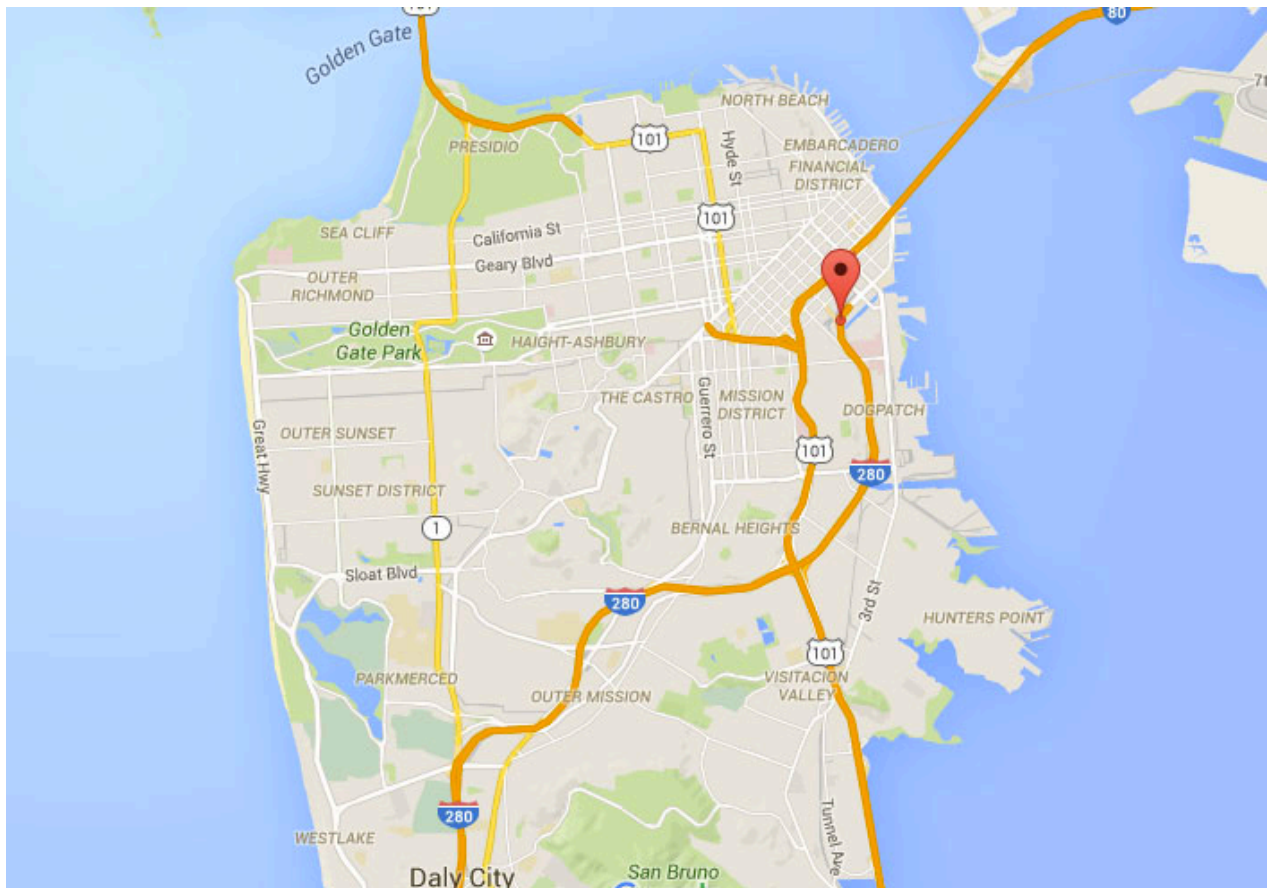 101
80
Golden Gate
7t
NORTH BEACH
101
PRESIDIO
Hyde St
EMBARCADERO
FINANCIAL
DISTRICT
101
SEA CLIFF
California St
Geary Blvd
OUTER
RICHMOND
Golden
Gate Park
HAIGHT-ASHBURY
THE CASTRO
Guerrero St
MISSION
DISTRICT
DOGPATCH
OUTER SUNSET
Great Hwy
101
280
SUNSET DISTRICT
1
BERNAL HEIGHTS
Sloat Blvd
280
3rd St
HUNTERS POINT
101
PARKMERCED
OUTER MISSION
VISITACION
VALLEY
280
WESTLAKE
Tunnel Ave
Daly City
San Bruno